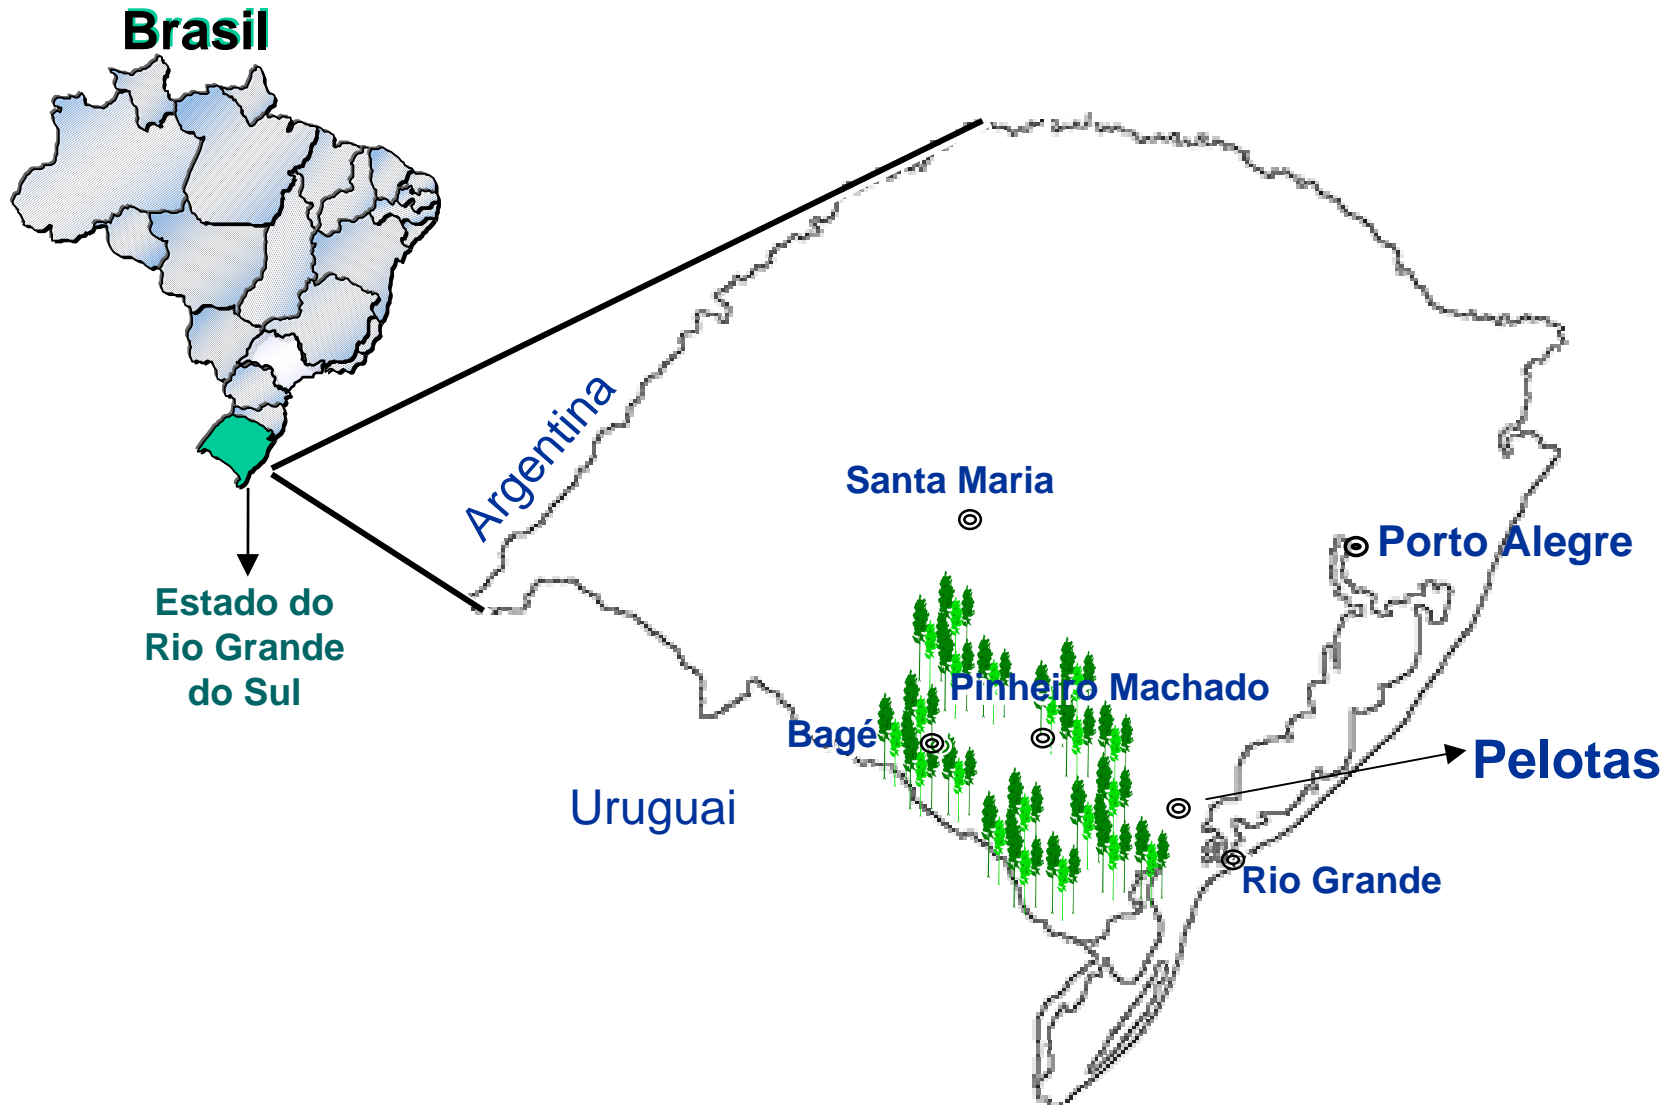 Brasil
Argentina
Santa Maria
Porto Alegre
Estado do
Rio Grande
do Sul
Pinheiro Machado
Bagé
Pelotas
Uruguai
Rio Grande